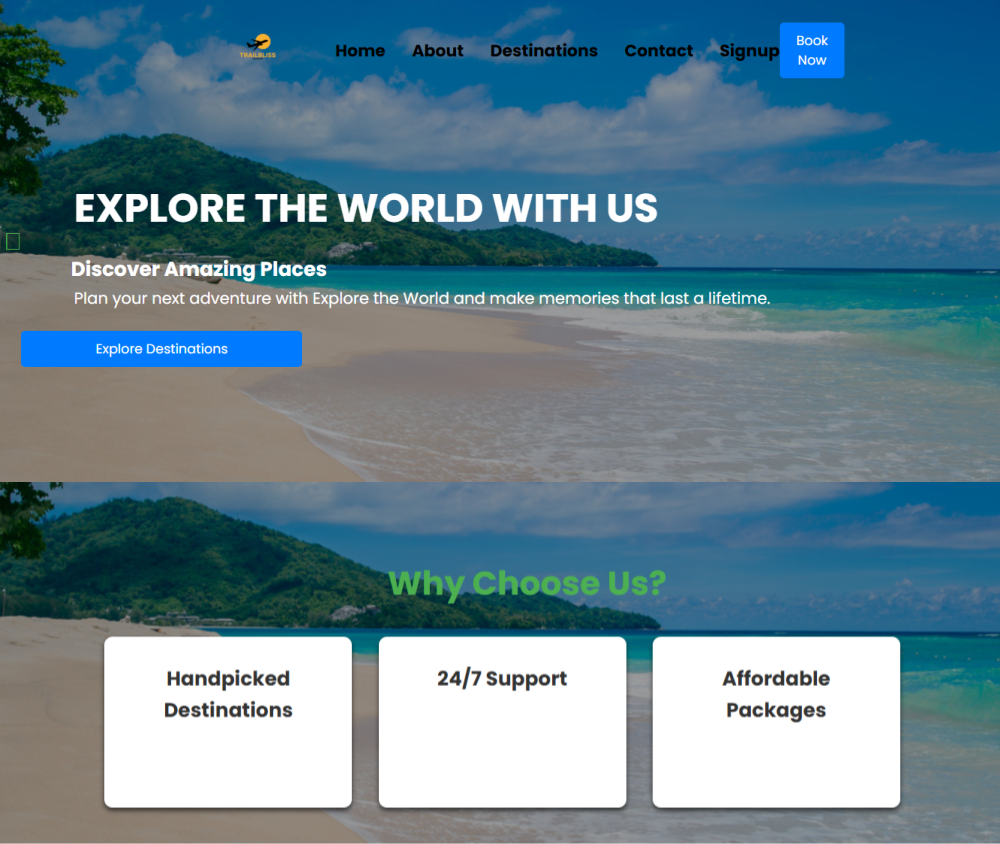 TRAILBLISS
Home About Destinations Contact Signup
Book
Now
EXPLORE THE WORLD WITH US
Discover Amazing Places
Plan your next adventure with Explore the World and make memories that last a lifetime.
Explore Destinations
Why Choose Us?
Handpicked
Destinations
24/7 Support
Affordable
Packages